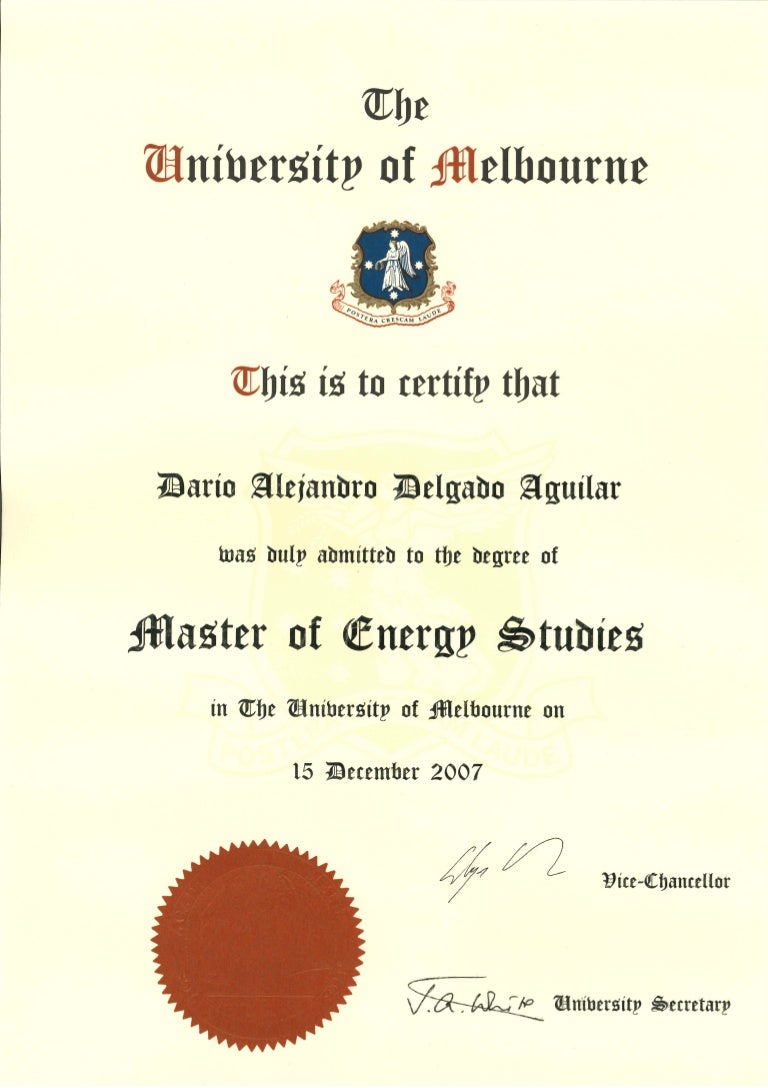 The
University of Melbourne
POSTERA CRESCAM LAUDE
This is to certify that
Dario Alejandro Delgado Aguilar
was duly admitted to the degree of
Master of Energy Studies
in The University of Melbourne on
15 December 2007
Vice-Chancellor
J.A. White University Secretary